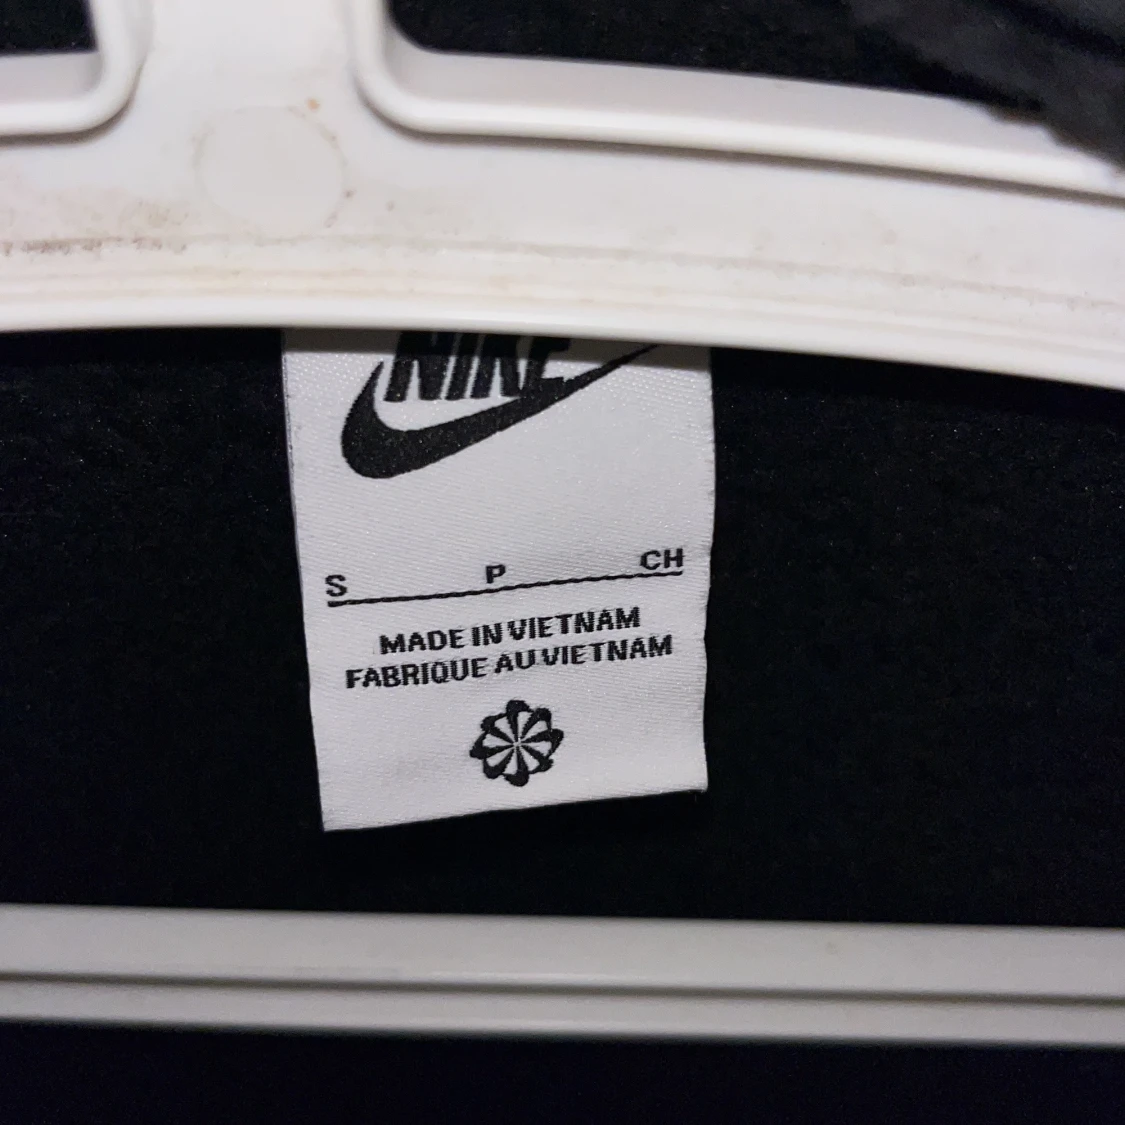 NIKE
S P CH
MADE IN VIETNAM
FABRIQUE AU VIETNAM